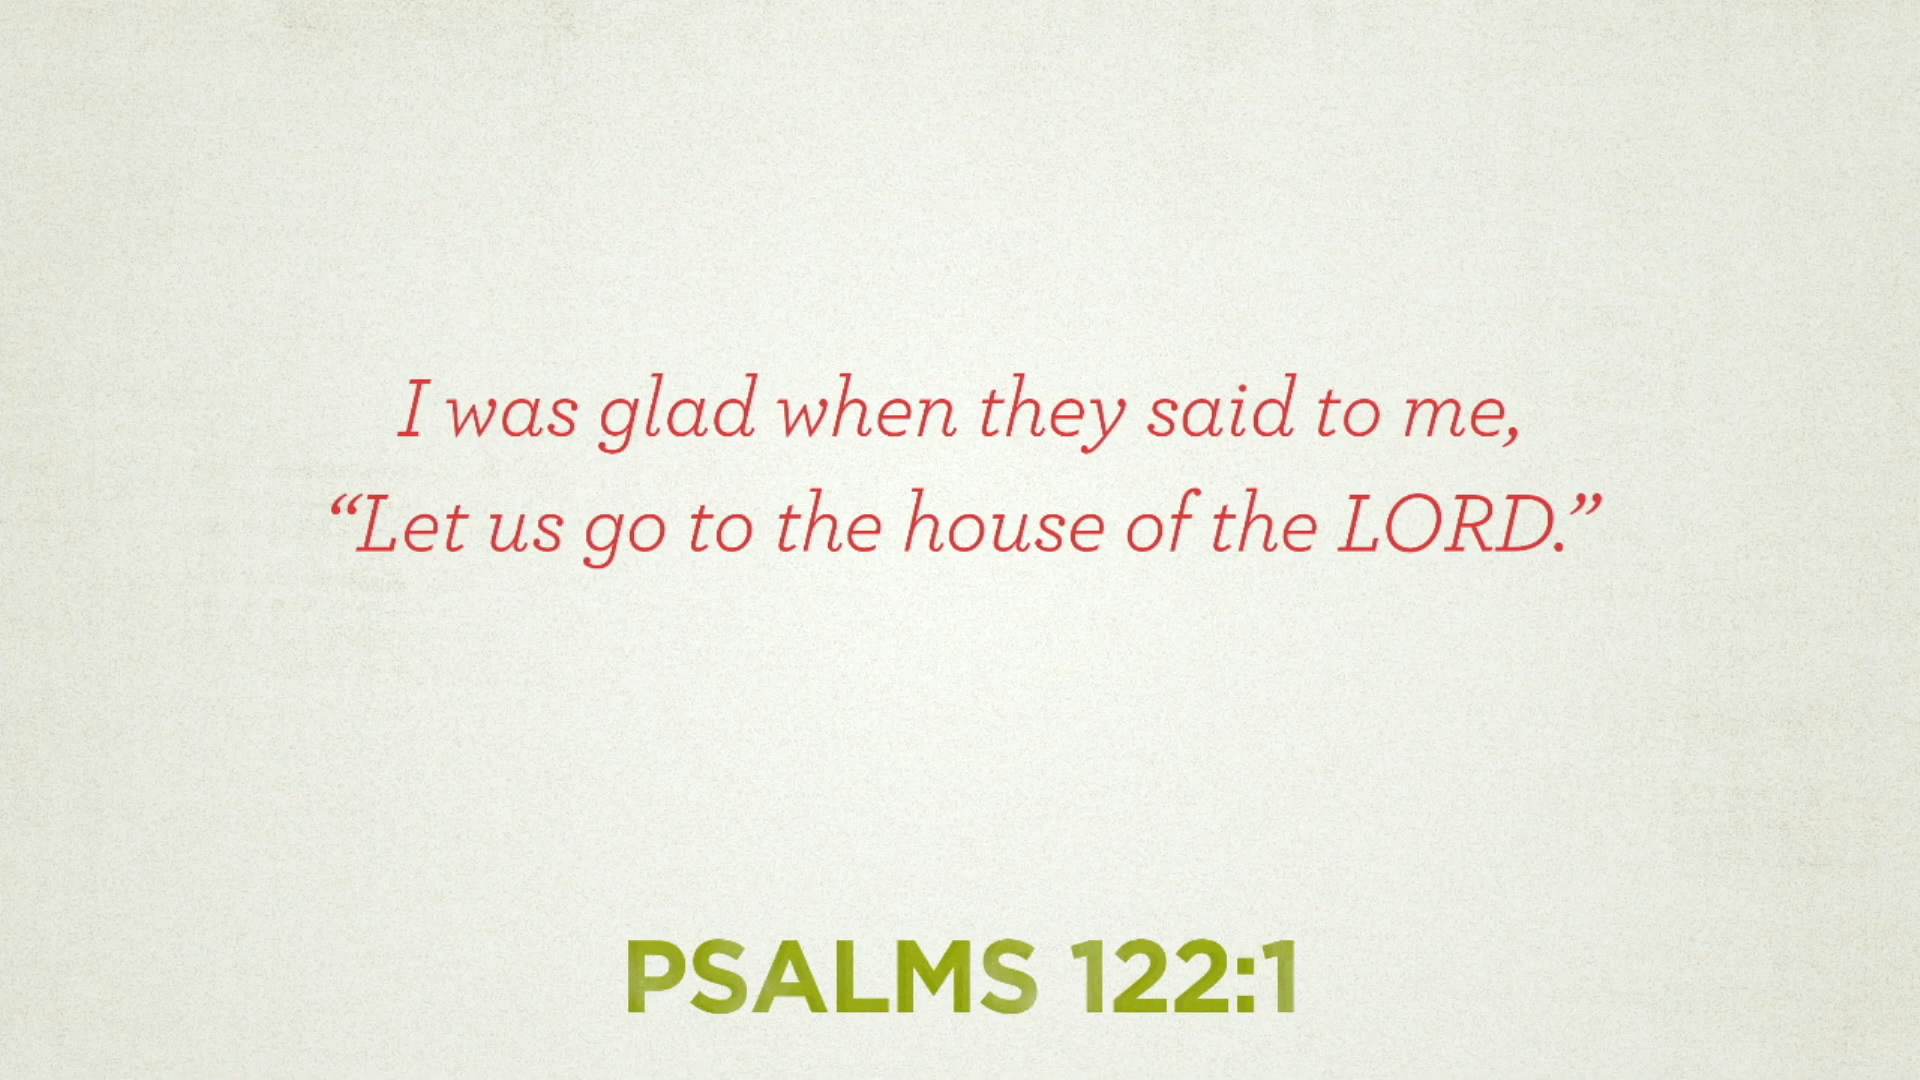 I was glad when they said to me,
“Let us go to the house of the LORD.”
PSALMS 122:1